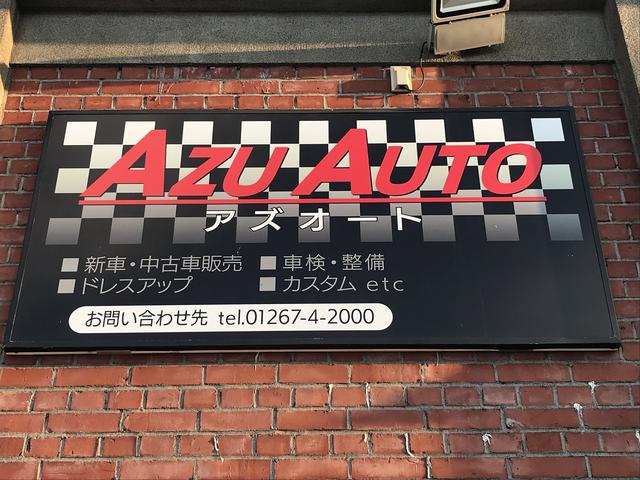 AZU AUTO
アズオート
■ 新車・中古車販売 ■ 車検・整備
■ ドレスアップ ■ カスタム etc
お問い合わせ先 tel.01267-4-2000